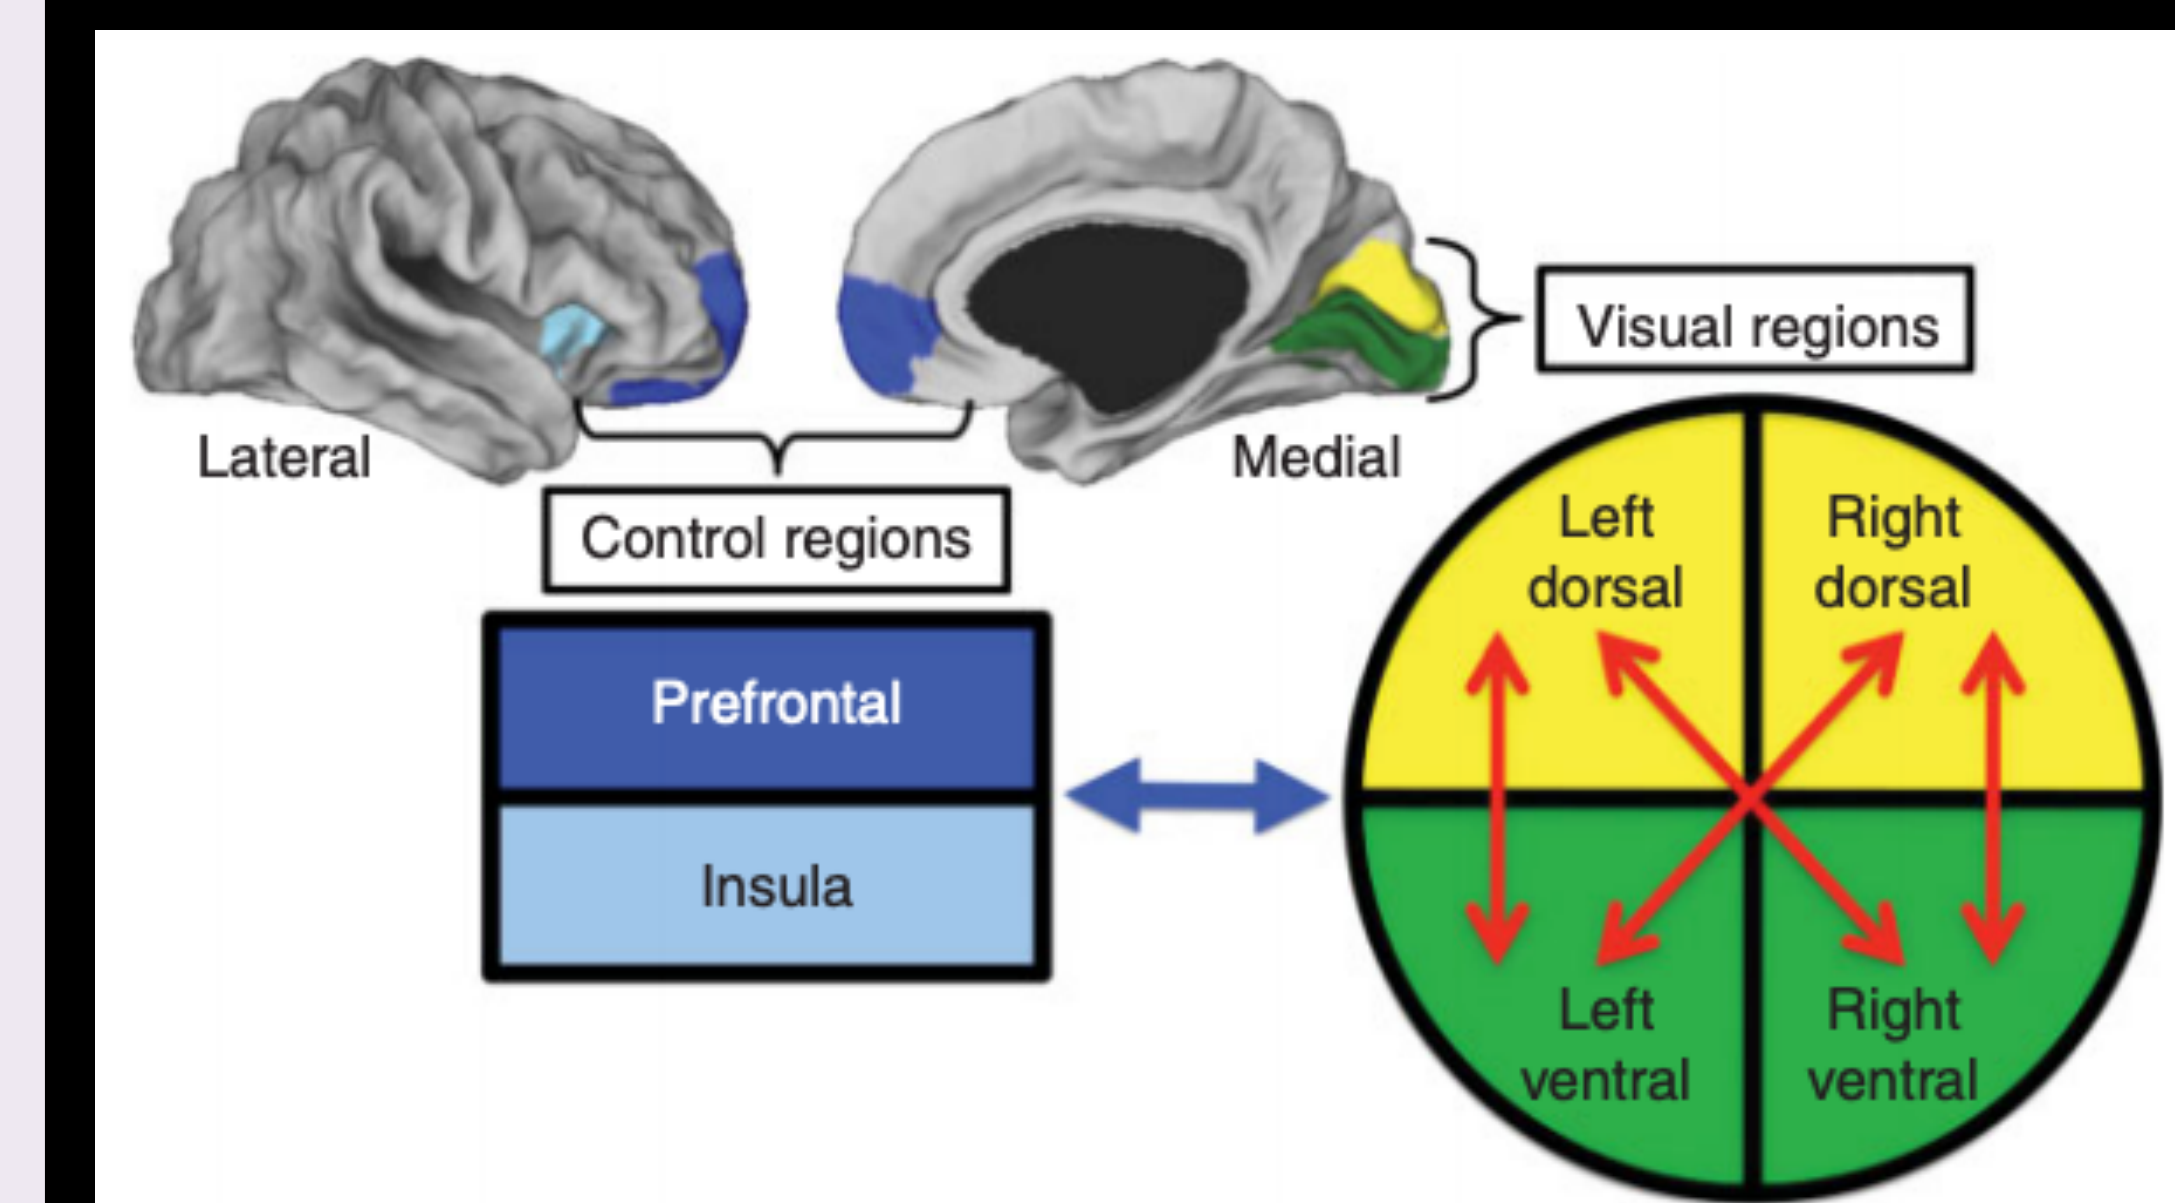 Visual regions
Lateral
Medial
Control regions
Left
dorsal
Right
dorsal
Prefrontal
Insula
Left
ventral
Right
ventral